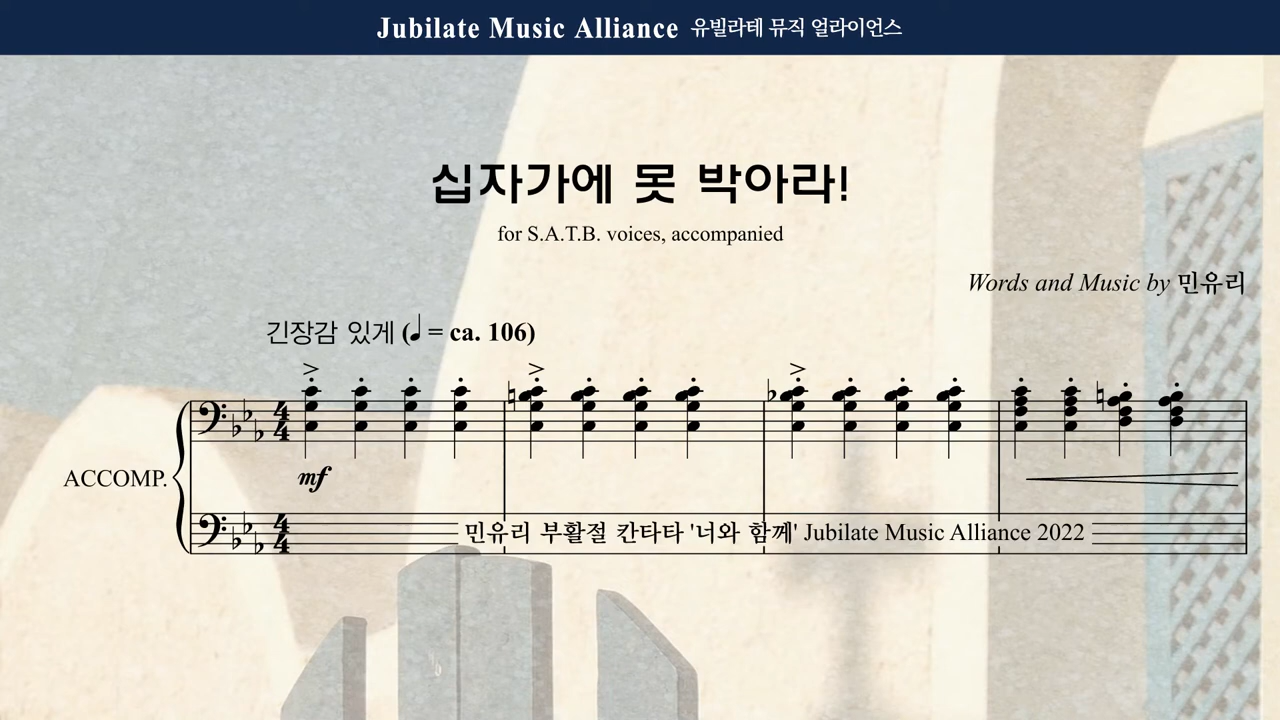 Jubilate Music Alliance 유빌라테 뮤직 얼라이언스
십자가에 못 박아라!
for S.A.T.B. voices, accompanied
Words and Music by 민유리
긴장감 있게 (♩ = ca. 106)
ACCOMP.
mf
민유리 부활절 칸타타 '너와 함께' Jubilate Music Alliance 2022